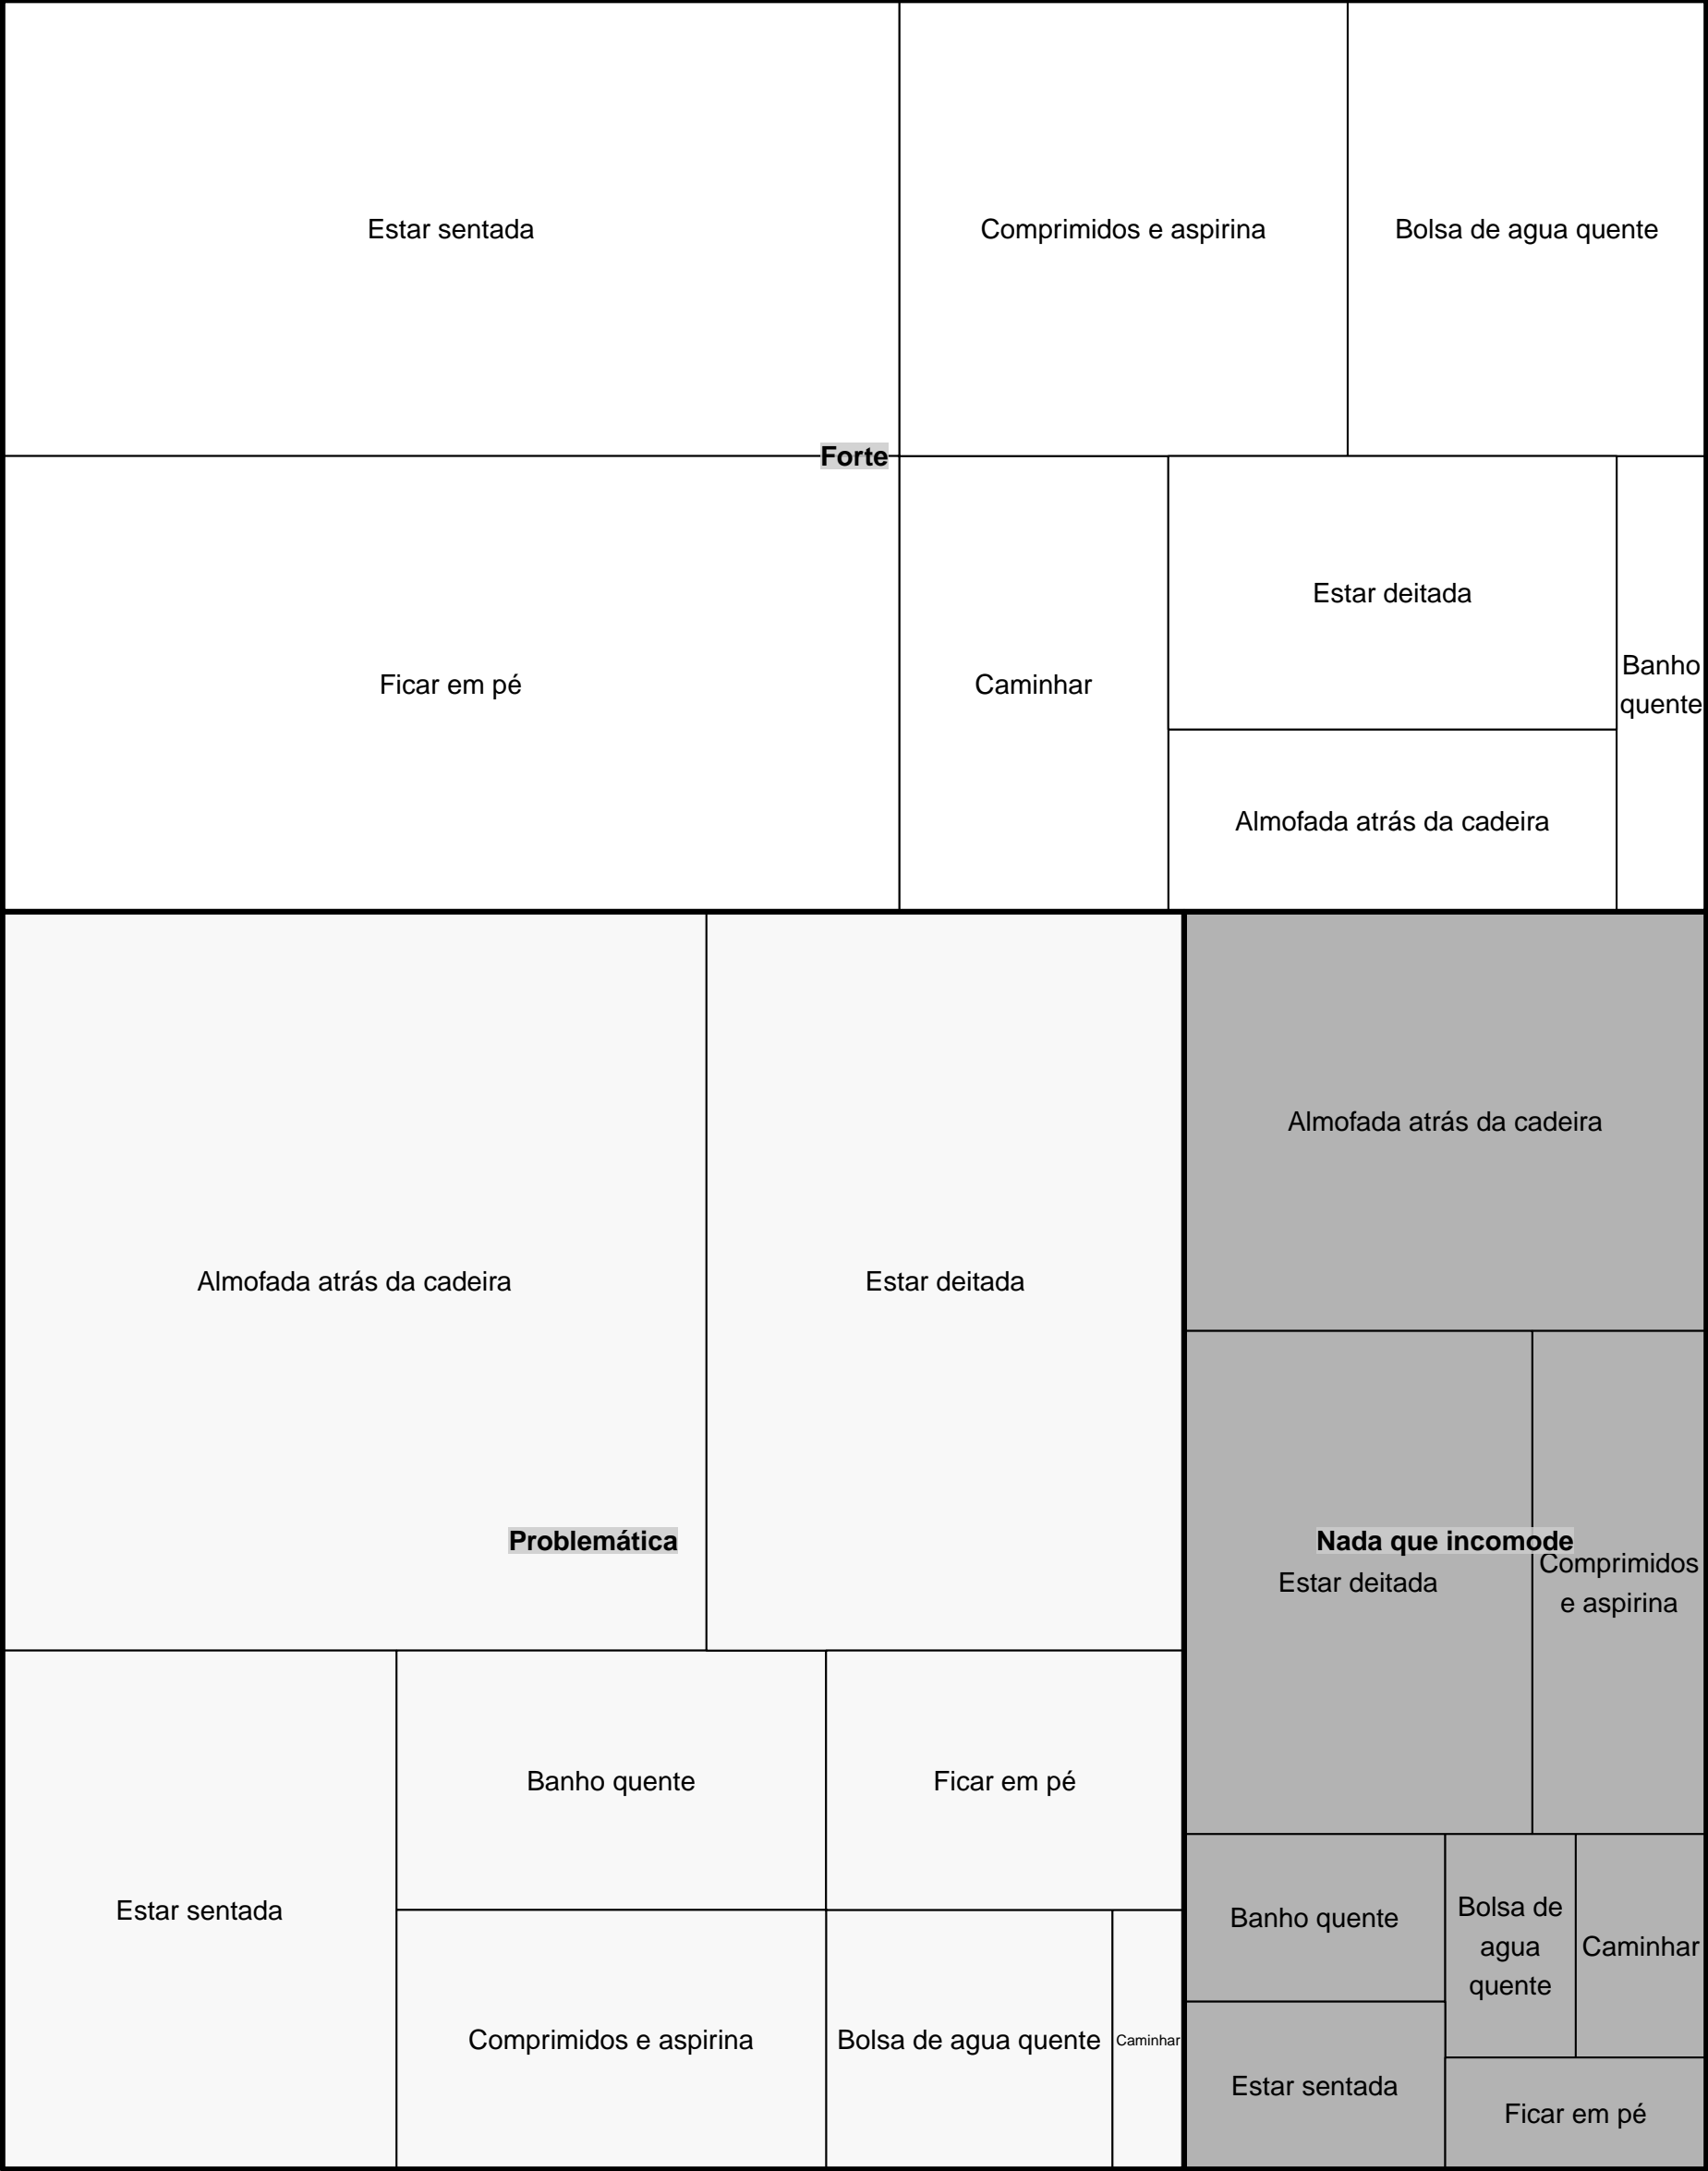 Estar sentada
Comprimidos e aspirina
Bolsa de agua quente
Forte
Ficar em pé
Caminhar
Estar deitada
Banho
quente
Almofada atrás da cadeira
Almofada atrás da cadeira
Estar deitada
Problemática
Estar sentada
Banho quente
Ficar em pé
Comprimidos e aspirina
Bolsa de agua quente
Caminhar
Almofada atrás da cadeira
Nada que incomode
Estar deitada
Comprimidos
e aspirina
Banho quente
Bolsa de
agua
quente
Caminhar
Estar sentada
Ficar em pé